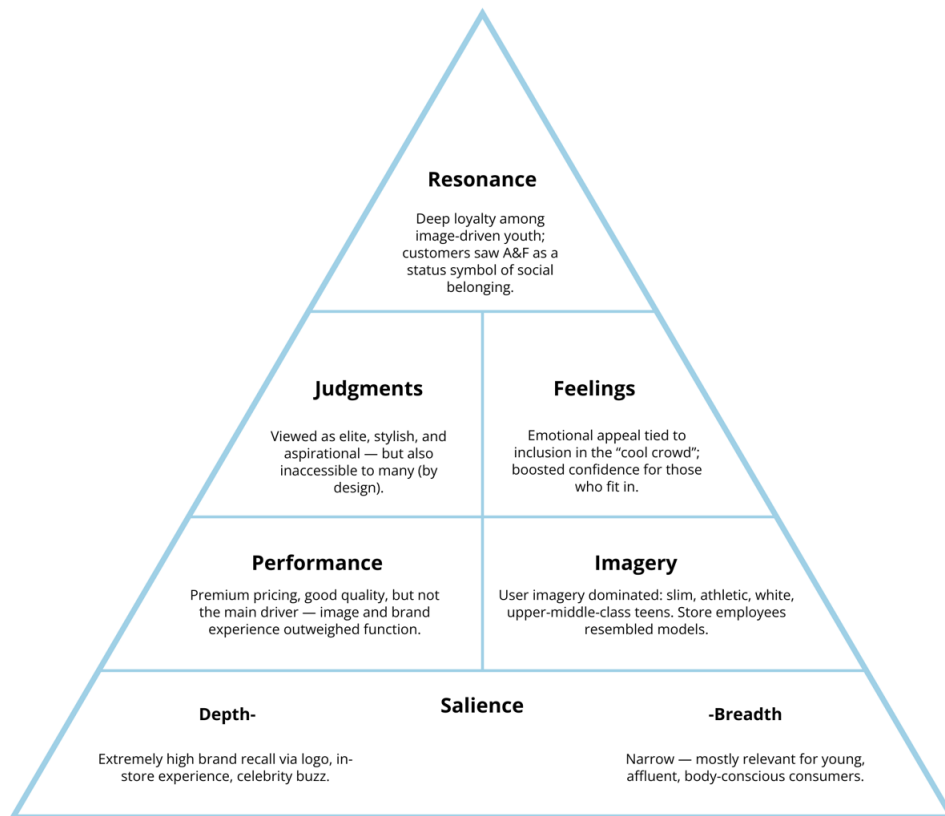 Resonance
Deep loyalty among
image-driven youth;
customers saw A&F as a
status symbol of social
belonging.
Judgments
Viewed as elite, stylish, and
aspirational — but also
inaccessible to many (by
design).
Feelings
Emotional appeal tied to
inclusion in the “cool crowd”;
boosted confidence for those
who fit in.
Performance
Premium pricing, good quality, but not
the main driver — image and brand
experience outweighed function.
Imagery
User imagery dominated: slim, athletic, white,
upper-middle-class teens. Store employees
resembled models.
Salience
Depth-
Extremely high brand recall via logo, in-
store experience, celebrity buzz.
-Breadth
Narrow — mostly relevant for young,
affluent, body-conscious consumers.